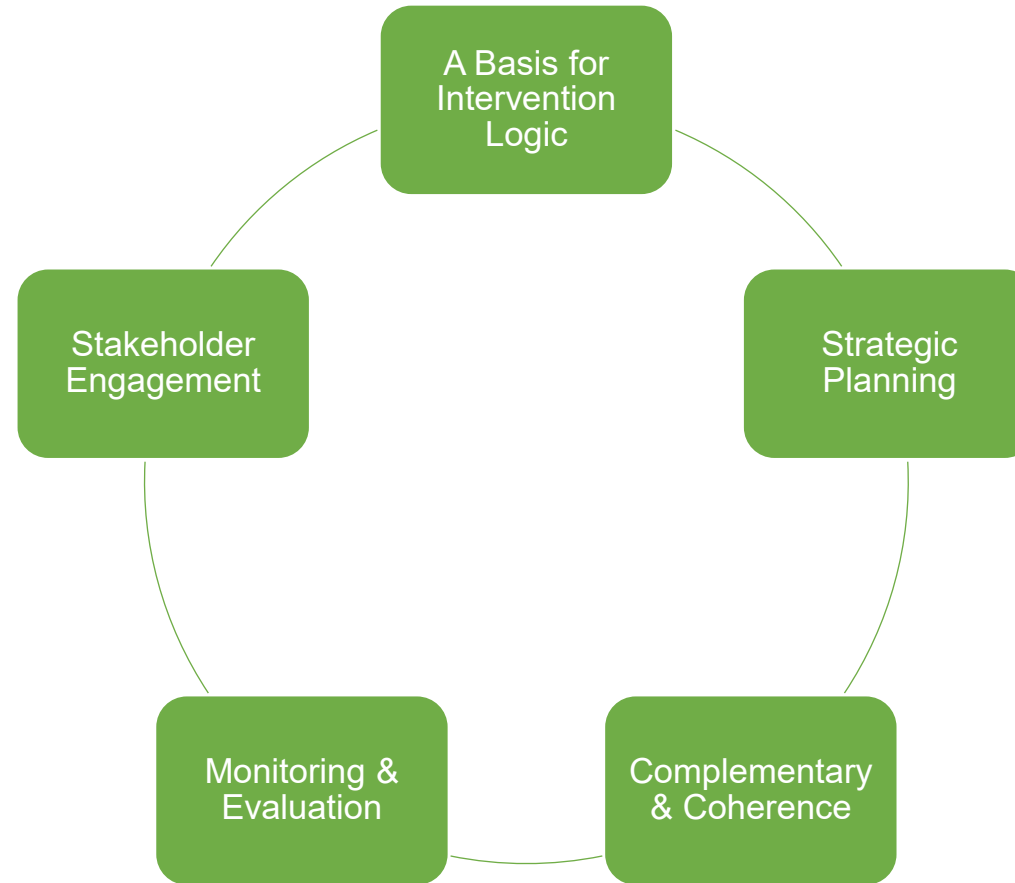 A Basis for
Intervention
Logic
Stakeholder
Engagement
Strategic
Planning
Monitoring &
Evaluation
Complementary
& Coherence